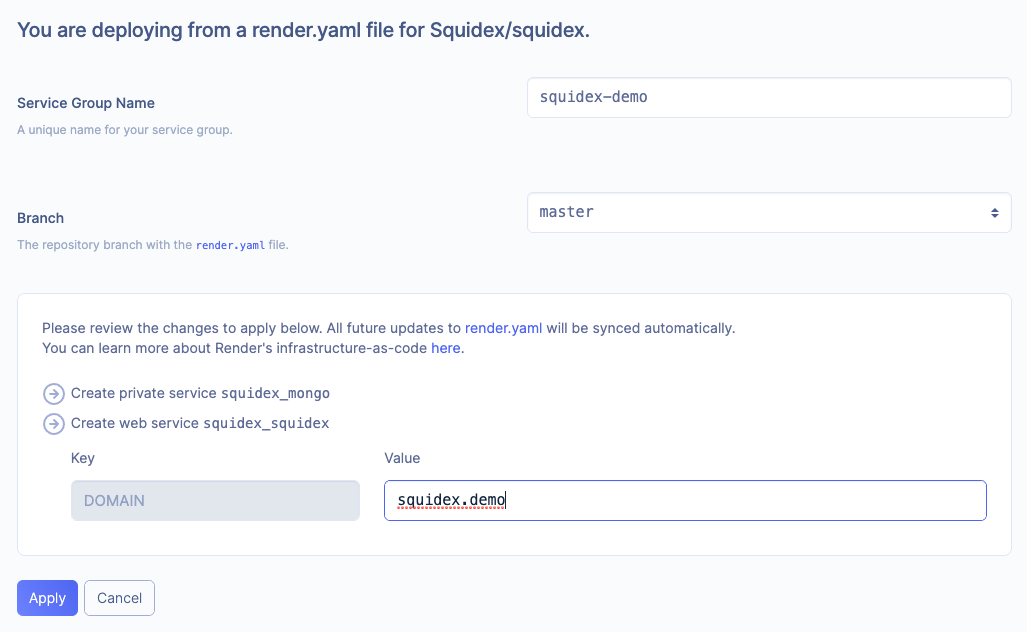 You are deploying from a render.yaml file for Squidex/squidex.
Service Group Name
squidex-demo
A unique name for your service group.
Branch
master
The repository branch with the render.yaml file.
Please review the changes to apply below. All future updates to render.yaml will be synced automatically.
You can learn more about Render's infrastructure-as-code here.
Create private service squidex_mongo
Create web service squidex_squidex
Key Value
DOMAIN squidex.demo
Apply Cancel